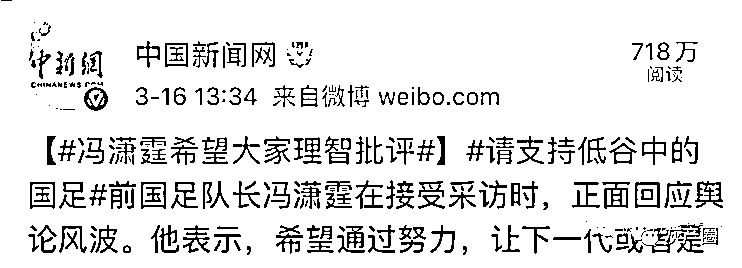 中新網
CHINANEWS.COM
中国新闻网
718万
阅读
3-16 13:34 来自微博 weibo.com
【#冯潇霆希望大家理智批评#】#请支持低谷中的
国足#前国足队长冯潇霆在接受采访时，正面回应舆
论风波。他表示，希望通过努力，让下一代或者是